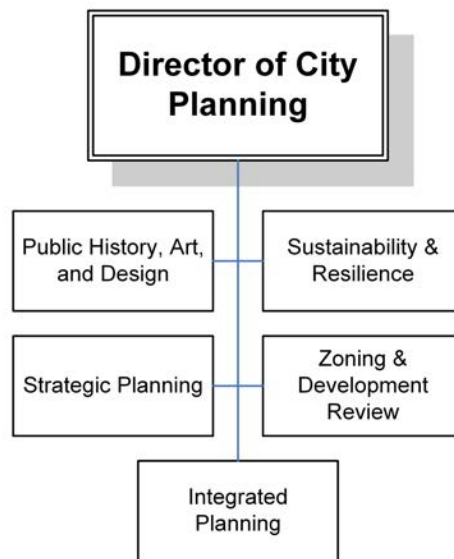 Director of City
Planning
Public History, Art,
and Design
Sustainability &
Resilience
Strategic Planning
Zoning &
Development
Review
Integrated
Planning